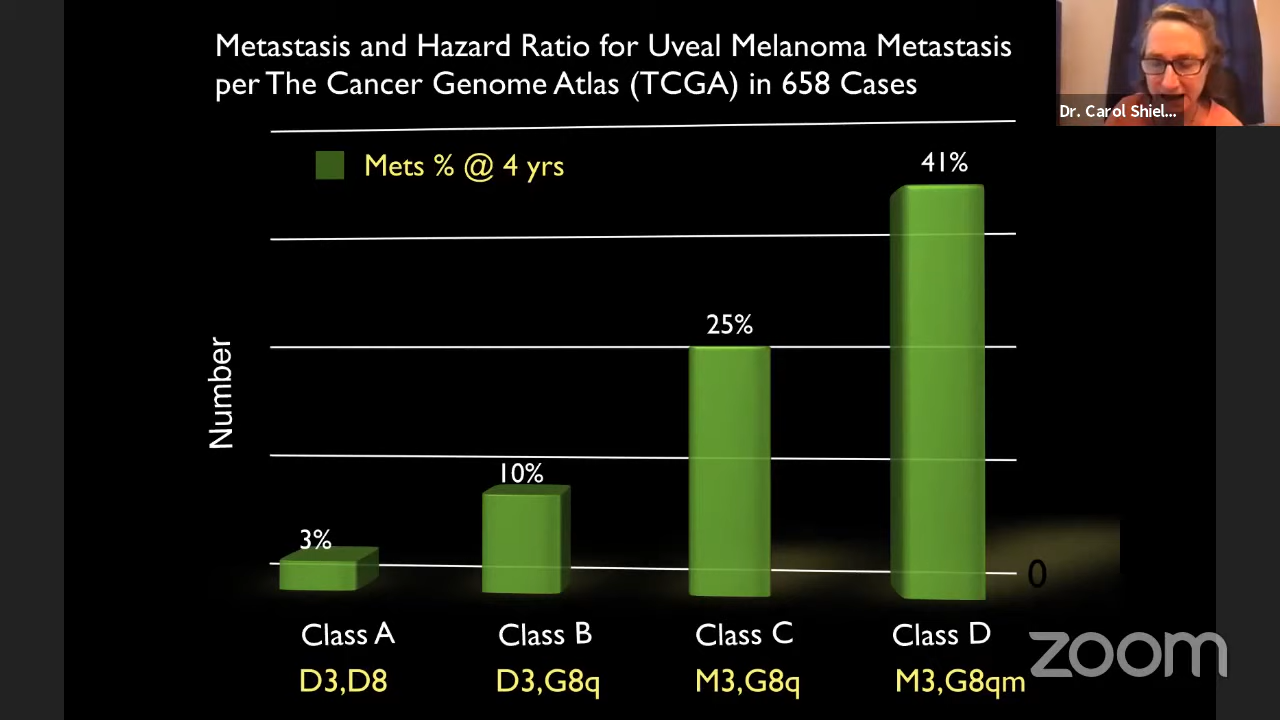 Metastasis and Hazard Ratio for Uveal Melanoma Metastasis
per The Cancer Genome Atlas (TCGA) in 658 Cases
Dr. Carol Shiel...
Mets % @ 4 yrs
41%
25%
10%
3%
Number
0
Class A
Class B
Class C
Class D
D3,D8
D3,G8q
M3,G8q
M3,G8qm
zoom